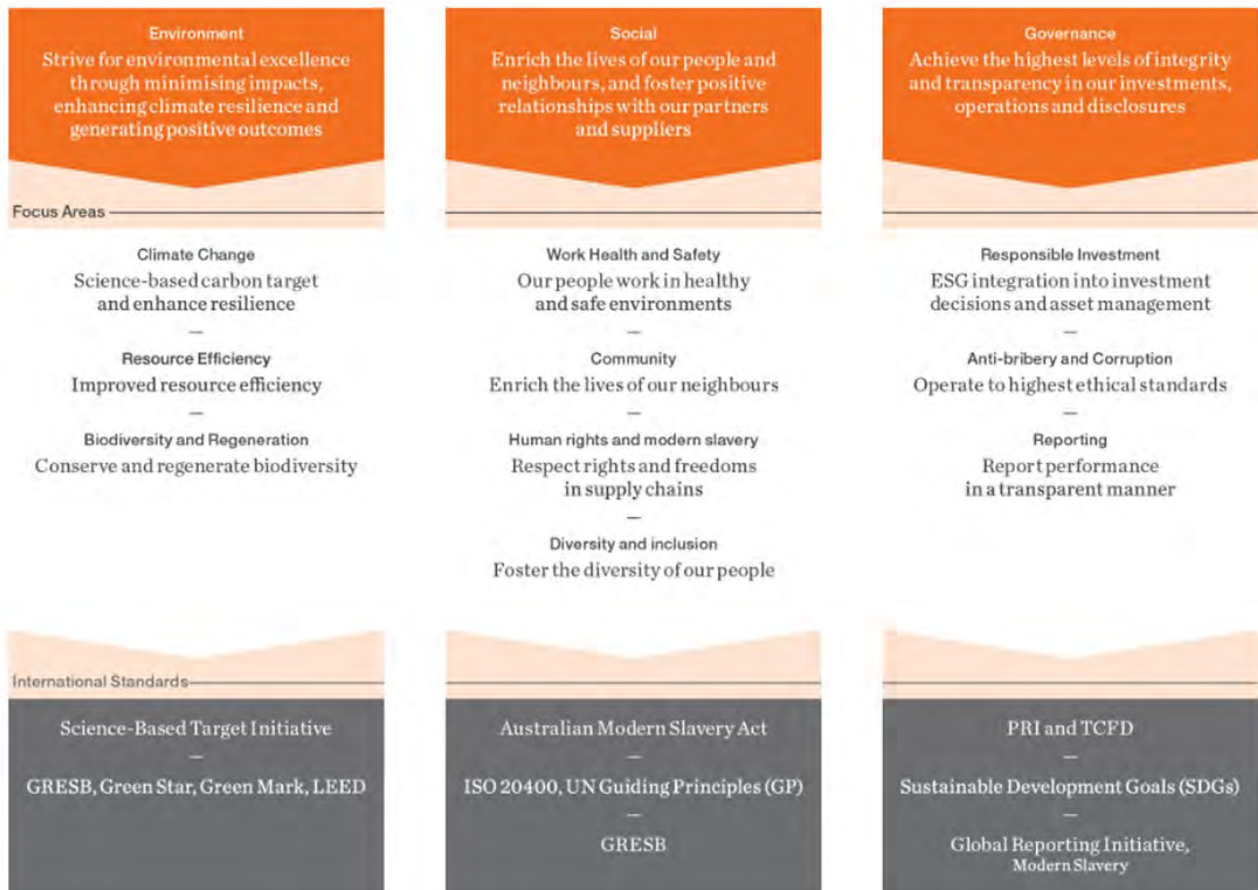 Environment
Strive for environmental excellence
through minimising impacts,
enhancing climate resilience and
generating positive outcomes
Social
Enrich the lives of our people and
neighbours, and foster positive
relationships with our partners
and suppliers
Governance
Achieve the highest levels of integrity
and transparency in our investments,
operations and disclosures
Focus Areas
Climate Change
Science-based carbon target
and enhance resilience
—
Resource Efficiency
Improved resource efficiency
—
Biodiversity and Regeneration
Conserve and regenerate biodiversity
Work Health and Safety
Our people work in healthy
and safe environments
—
Community
Enrich the lives of our neighbours
—
Human rights and modern slavery
Respect rights and freedoms
in supply chains
—
Diversity and inclusion
Foster the diversity of our people
Responsible Investment
ESG integration into investment
decisions and asset management
—
Anti-bribery and Corruption
Operate to highest ethical standards
—
Reporting
Report performance
in a transparent manner
International Standards
Science-Based Target Initiative
—
GRESB, Green Star, Green Mark, LEED
Australian Modern Slavery Act
—
ISO 20400, UN Guiding Principles (GP)
—
GRESB
PRI and TCFD
—
Sustainable Development Goals (SDGs)
—
Global Reporting Initiative,
Modern Slavery